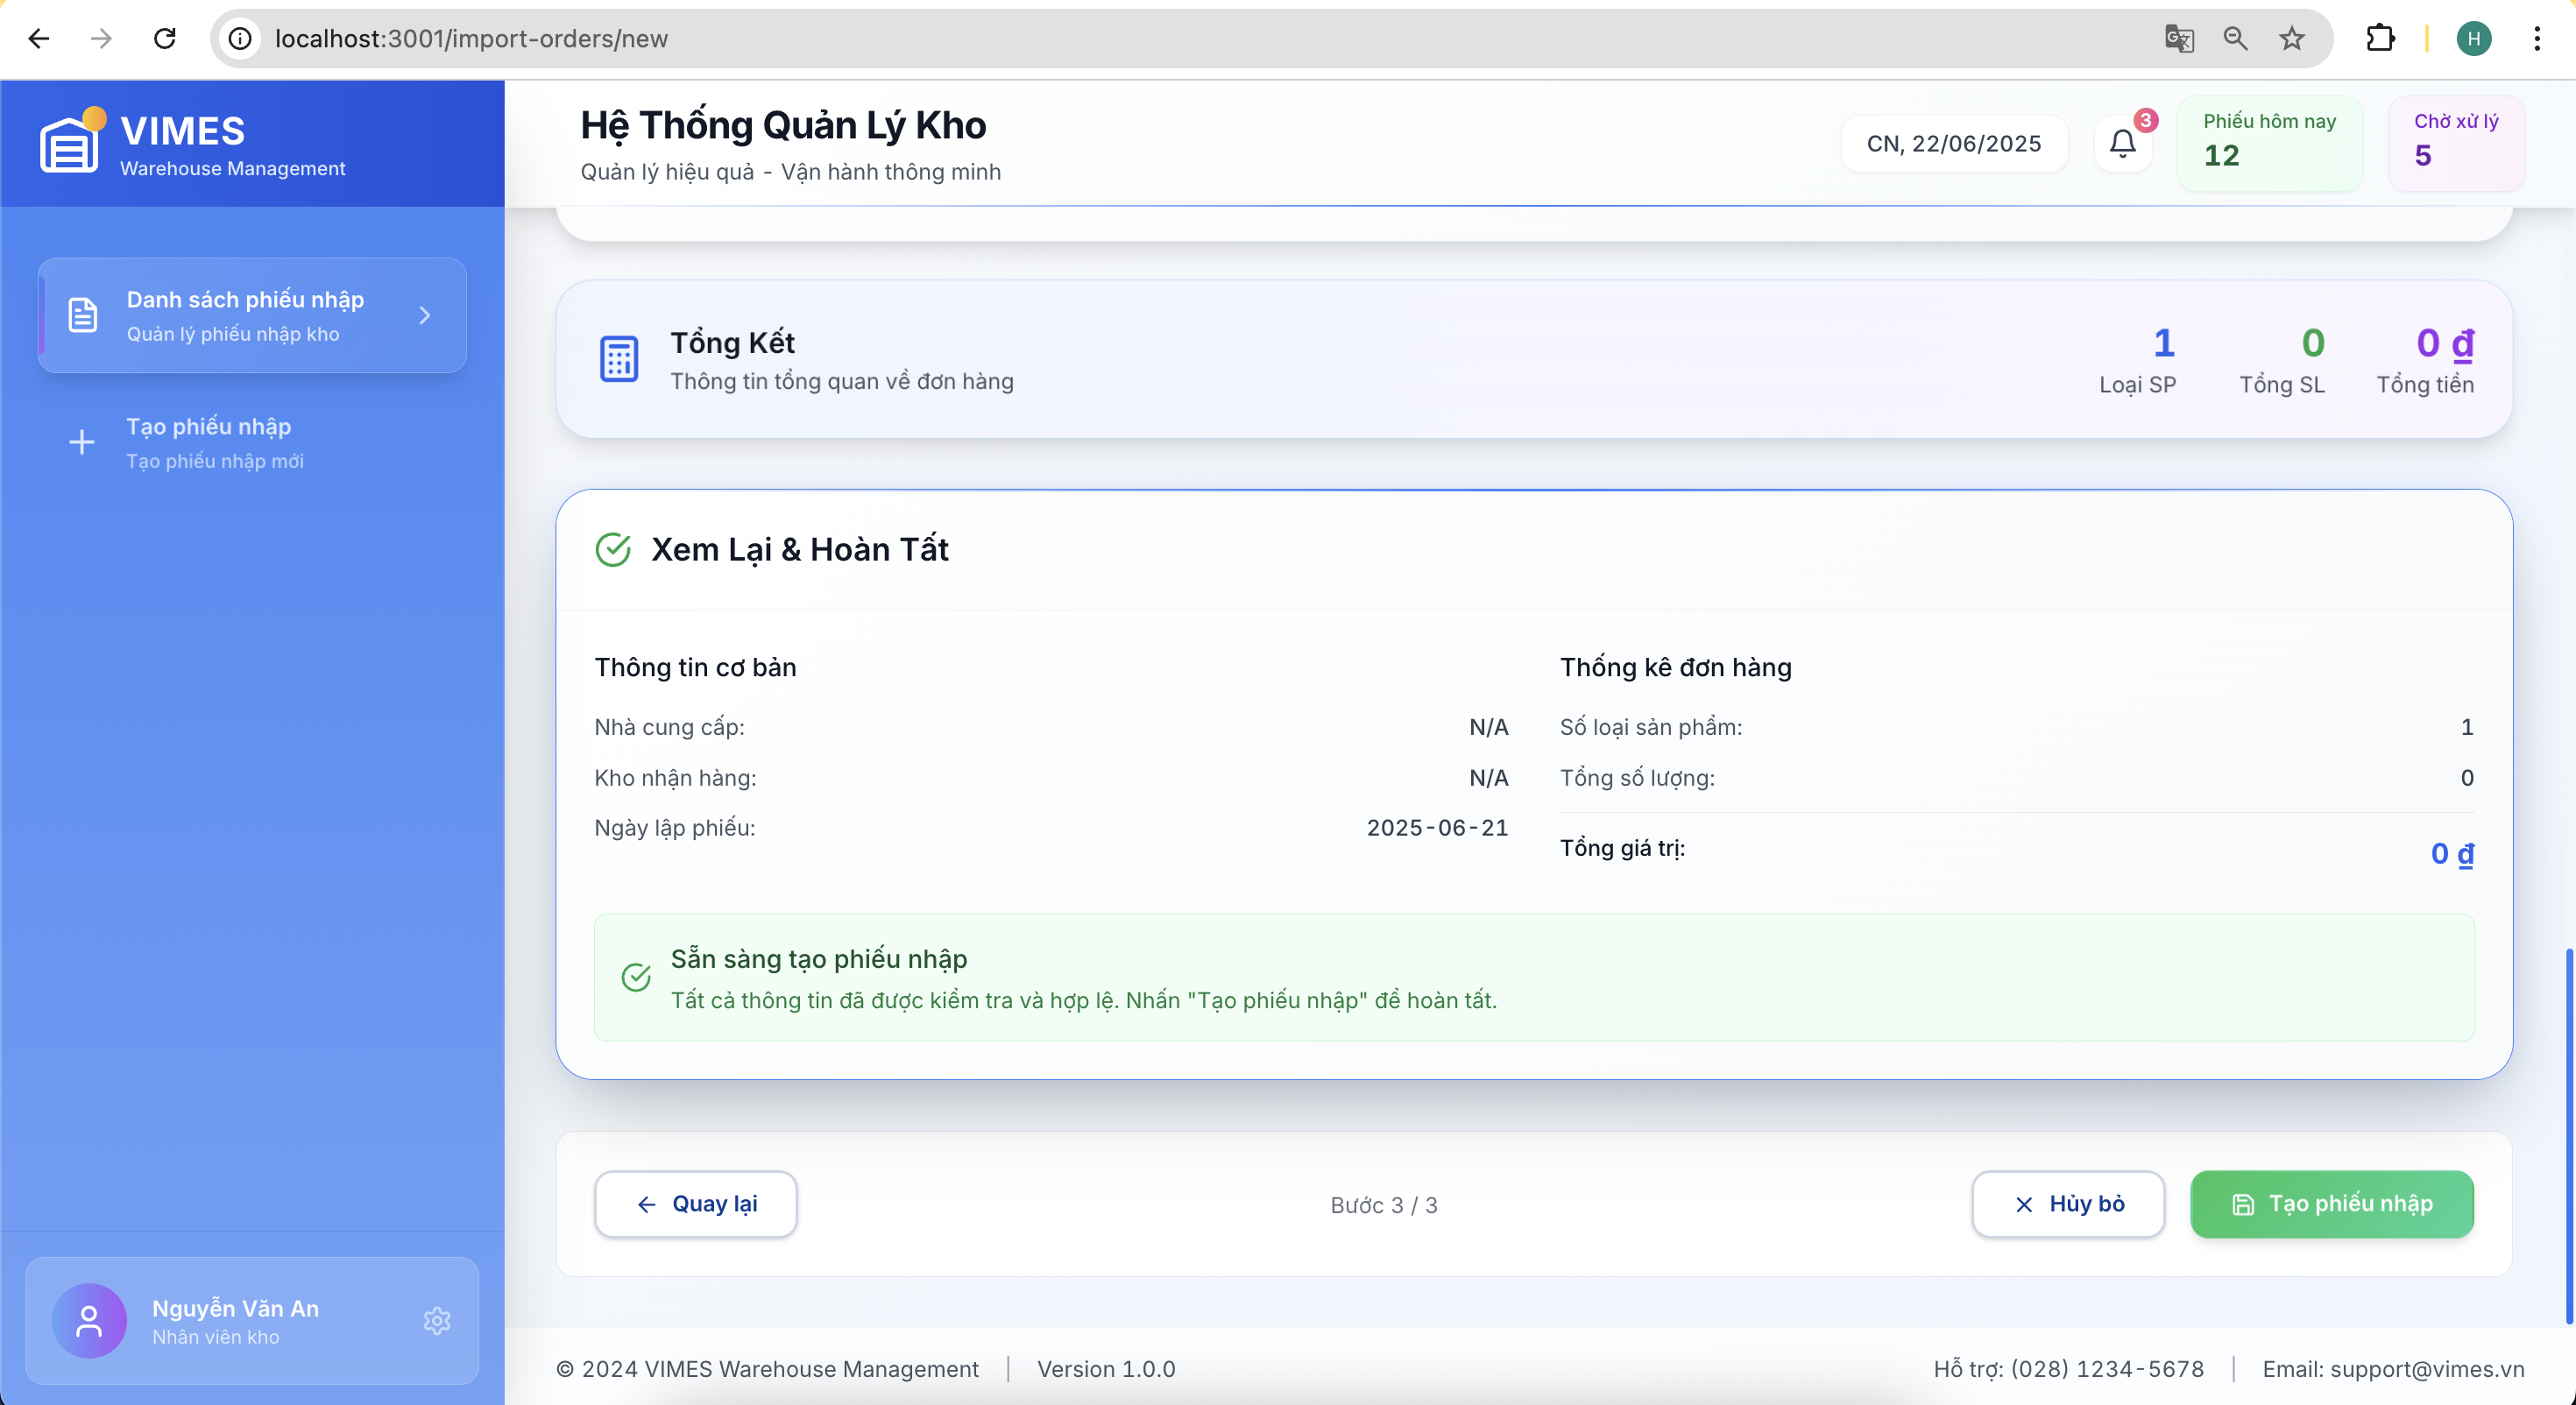 localhost:3001/import-orders/new
H
VIMES
Warehouse Management
Danh sách phiếu nhập
Quản lý phiếu nhập kho
Tạo phiếu nhập
Tạo phiếu nhập mới
Nguyễn Văn An
Nhân viên kho
Hệ Thống Quản Lý Kho
Quản lý hiệu quả - Vận hành thông minh
CN, 22/06/2025
3
Phiếu hôm nay
12
Chờ xử lý
5
Tổng Kết
Thông tin tổng quan về đơn hàng
1
Loại SP
0
Tổng SL
0 ₫
Tổng tiền
Xem Lại & Hoàn Tất
Thông tin cơ bản
Nhà cung cấp: N/A
Kho nhận hàng: N/A
Ngày lập phiếu: 2025-06-21
Thống kê đơn hàng
Số loại sản phẩm: 1
Tổng số lượng: 0
Tổng giá trị: 0 ₫
Sẵn sàng tạo phiếu nhập
Tất cả thông tin đã được kiểm tra và hợp lệ. Nhấn "Tạo phiếu nhập" để hoàn tất.
Quay lại
Bước 3 / 3
Hủy bỏ
Tạo phiếu nhập
© 2024 VIMES Warehouse Management
Version 1.0.0
Hỗ trợ: (028) 1234-5678
Email: support@vimes.vn